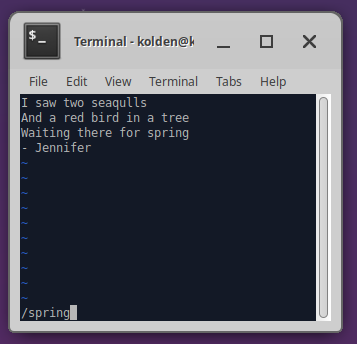 $_
Terminal - kolden@k
File Edit View Terminal Tabs Help
I saw two seaqulls
And a red bird in a tree
Waiting there for spring
- Jennifer
~
~
~
~
~
~
~
~
~
~
/spring